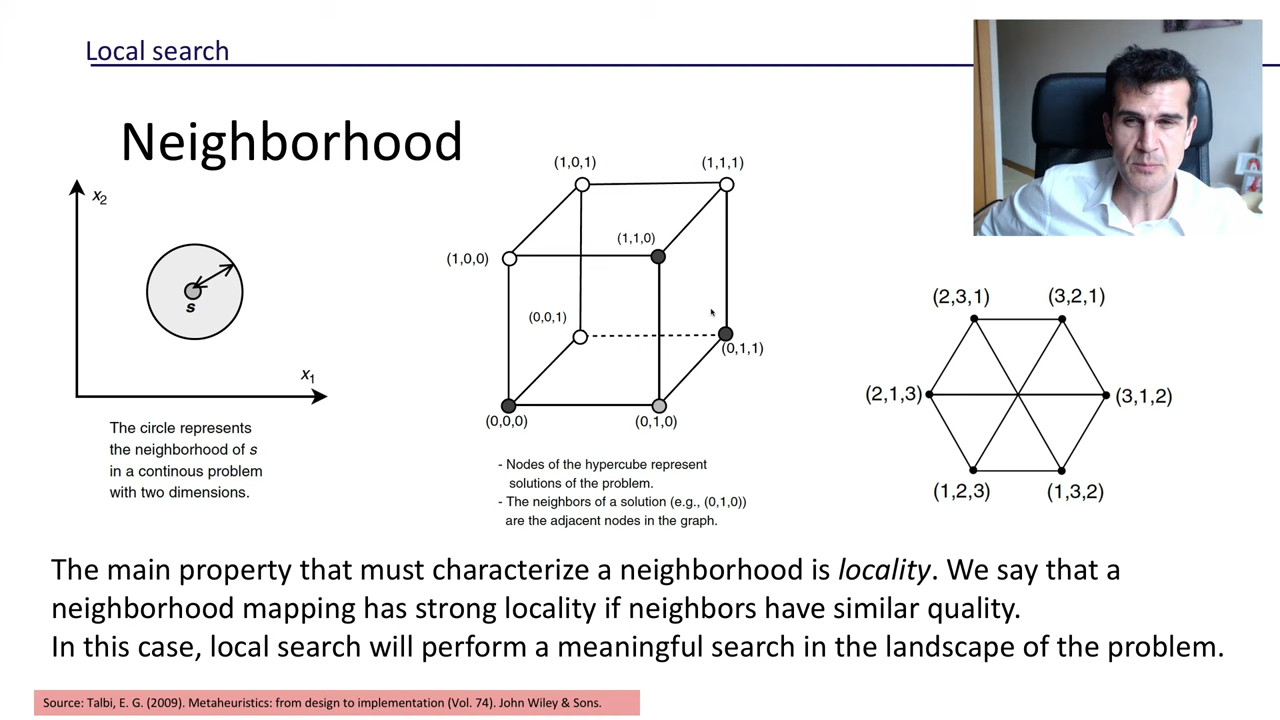 Local search
Neighborhood
x2
s
x1
The circle represents
the neighborhood of s
in a continous problem
with two dimensions.
(1,0,1)
(1,1,1)
(1,1,0)
(1,0,0)
(0,0,1)
(0,1,1)
(0,0,0)
(0,1,0)
- Nodes of the hypercube represent
solutions of the problem.
- The neighbors of a solution (e.g., (0,1,0))
are the adjacent nodes in the graph.
(2,3,1)
(3,2,1)
(2,1,3)
(3,1,2)
(1,2,3)
(1,3,2)
The main property that must characterize a neighborhood is locality. We say that a
neighborhood mapping has strong locality if neighbors have similar quality.
In this case, local search will perform a meaningful search in the landscape of the problem.
Source: Talbi, E. G. (2009). Metaheuristics: from design to implementation (Vol. 74). John Wiley & Sons.